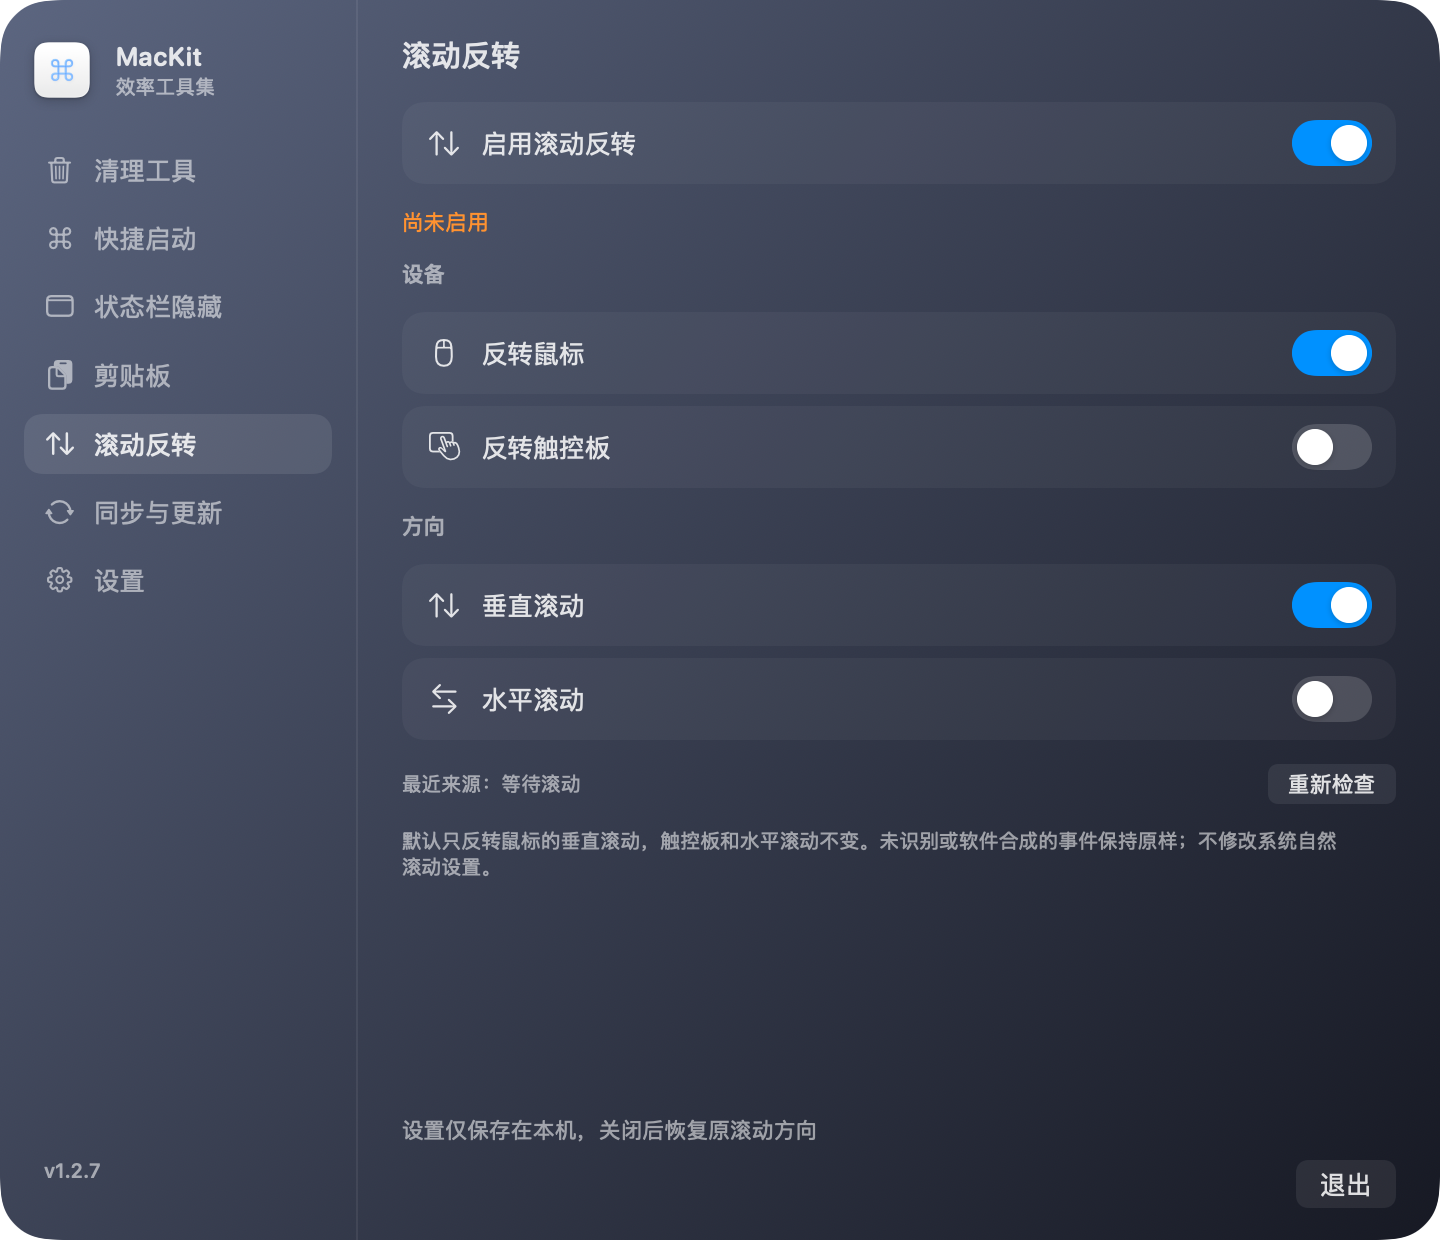 MacKit
效率工具集
清理工具
快捷启动
状态栏隐藏
剪贴板
滚动反转
同步与更新
设置
v1.2.7
滚动反转
启用滚动反转
尚未启用
设备
反转鼠标
反转触控板
方向
垂直滚动
水平滚动
最近来源：等待滚动
重新检查
默认只反转鼠标的垂直滚动，触控板和水平滚动不变。未识别或软件合成的事件保持原样；不修改系统自然
滚动设置。
设置仅保存在本机，关闭后恢复原滚动方向
退出